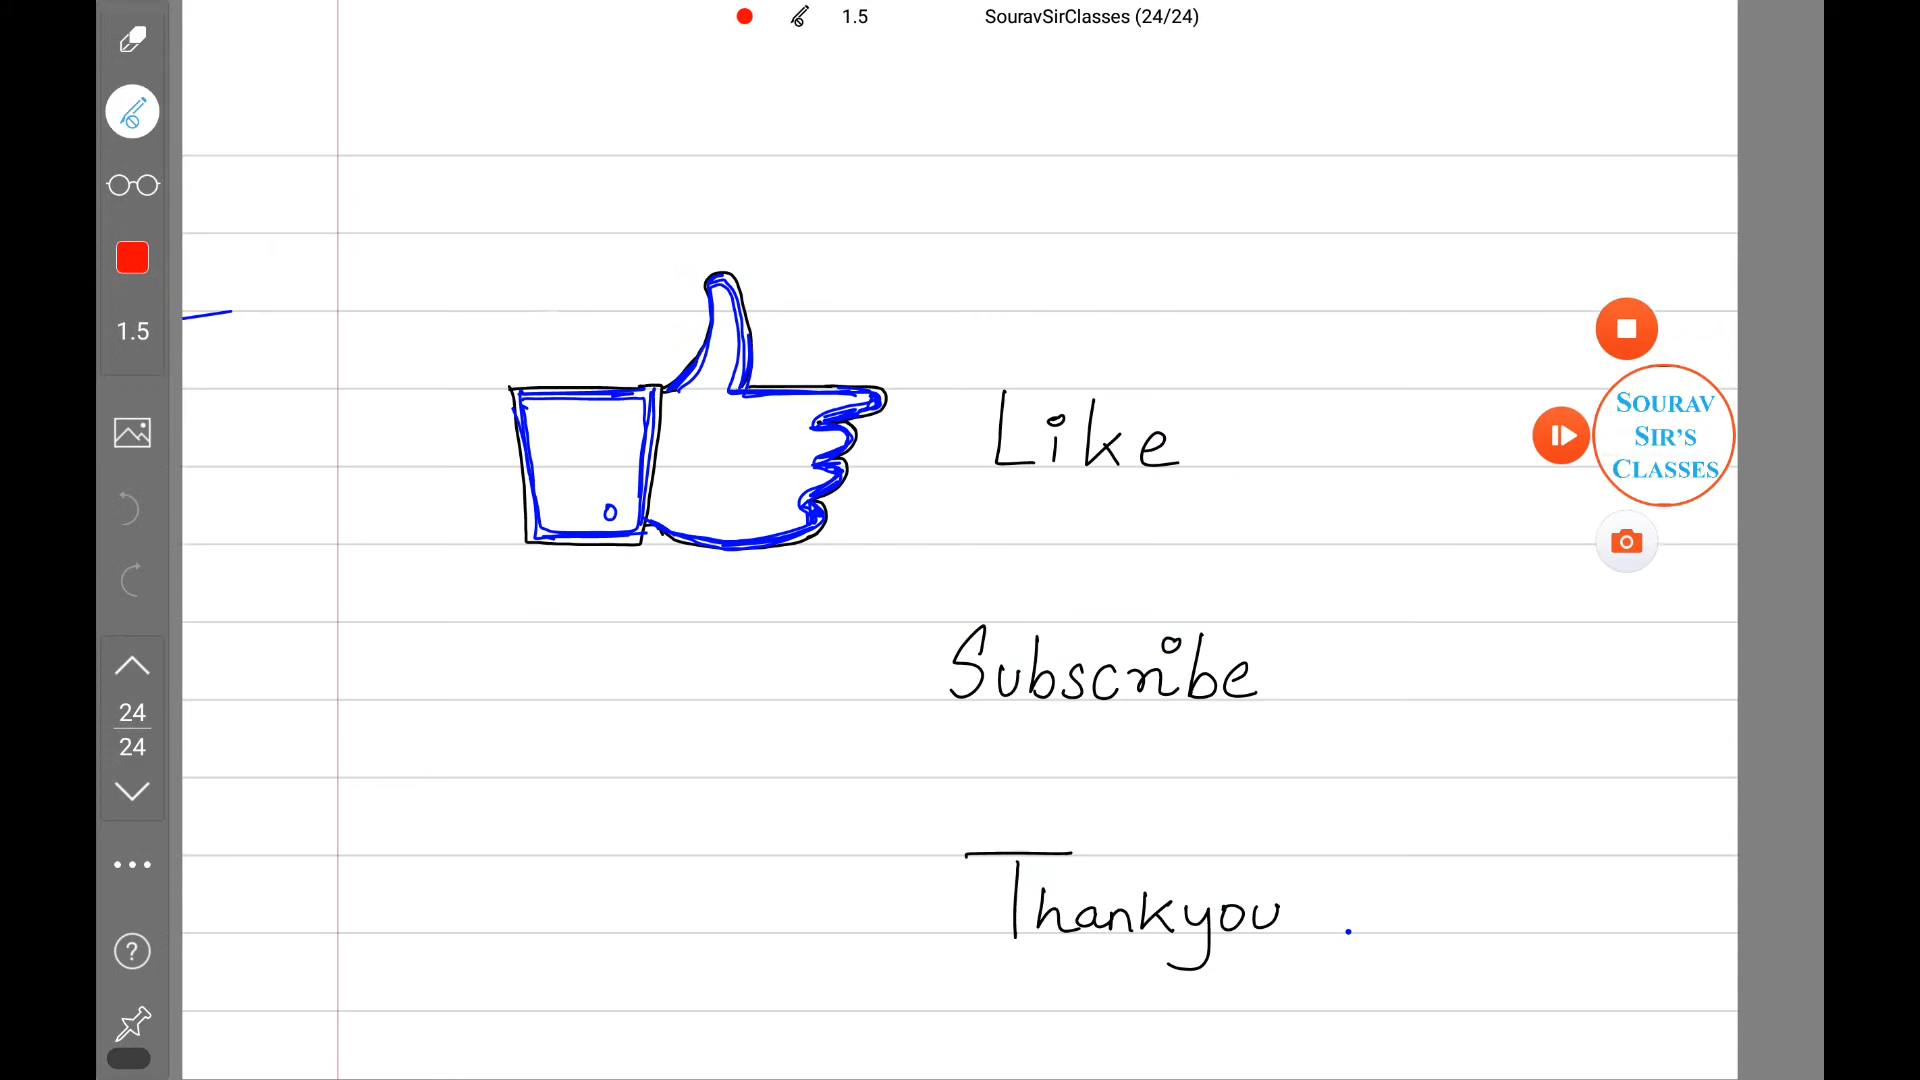 1.5 SouravSirClasses (24/24)
1.5
Like
SOURAV
SIR'S
CLASSES
Subscribe
24
24
Thankyou .
?